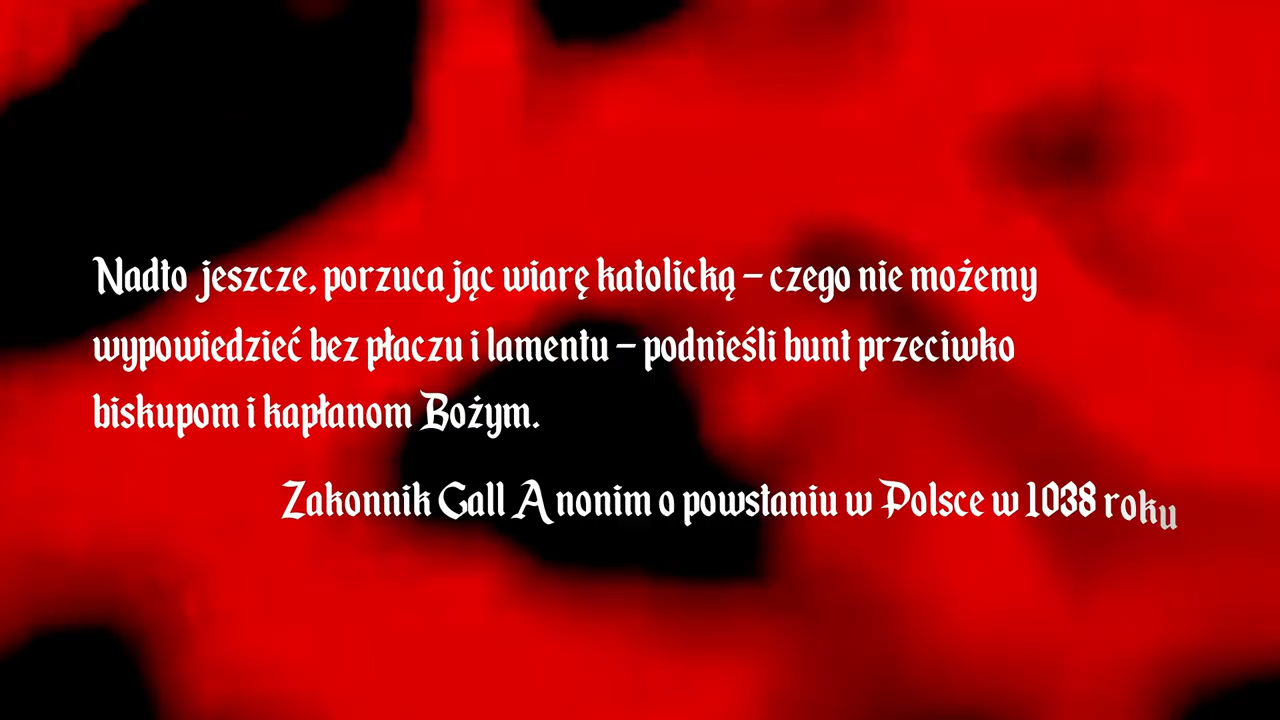 Nadto jeszcze, porzucając wiarę katolicką – czego nie możemy
wypowiedzieć bez płaczu i lamentu – podnieśli bunt przeciwko
biskupom i kapłanom Bożym.
Zakonnik Gall Anonim o powstaniu w Polsce w 1038 roku